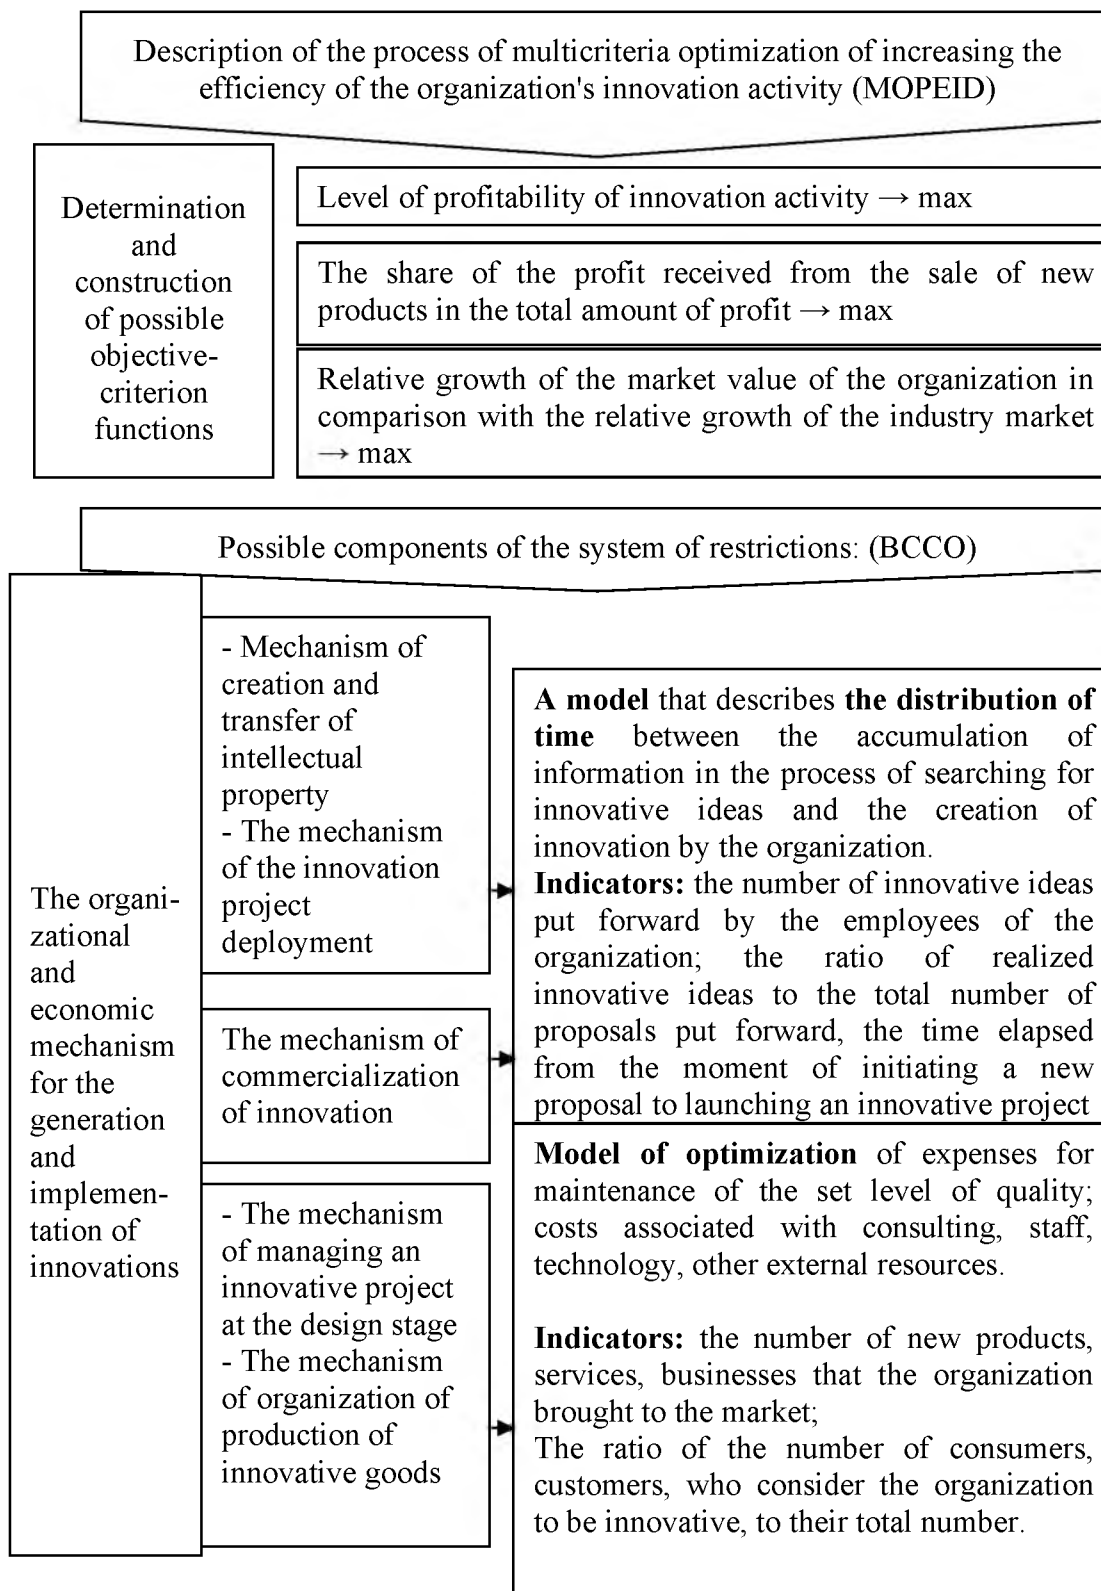 Description of the process of multicriteria optimization of increasing the
efficiency of the organization's innovation activity (MOPEID)
Determination
and
construction
of possible
objective-
criterion
functions
Level of profitability of innovation activity → max
The share of the profit received from the sale of new
products in the total amount of profit → max
Relative growth of the market value of the organization in
comparison with the relative growth of the industry market
→ max
Possible components of the system of restrictions: (BCCO)
The organi-
zational
and
economic
mechanism
for the
generation
and
implemen-
tation of
innovations
- Mechanism of
creation and
transfer of
intellectual
property
- The mechanism
of the innovation
project
deployment
The mechanism of
commercialization
of innovation
- The mechanism
of managing an
innovative project
at the design stage
- The mechanism
of organization of
production of
innovative goods
A model that describes the distribution of
time between the accumulation of
information in the process of searching for
innovative ideas and the creation of
innovation by the organization.
Indicators: the number of innovative ideas
put forward by the employees of the
organization; the ratio of realized
innovative ideas to the total number of
proposals put forward, the time elapsed
from the moment of initiating a new
proposal to launching an innovative project
Model of optimization of expenses for
maintenance of the set level of quality;
costs associated with consulting, staff,
technology, other external resources.
Indicators: the number of new products,
services, businesses that the organization
brought to the market;
The ratio of the number of consumers,
customers, who consider the organization
to be innovative, to their total number.